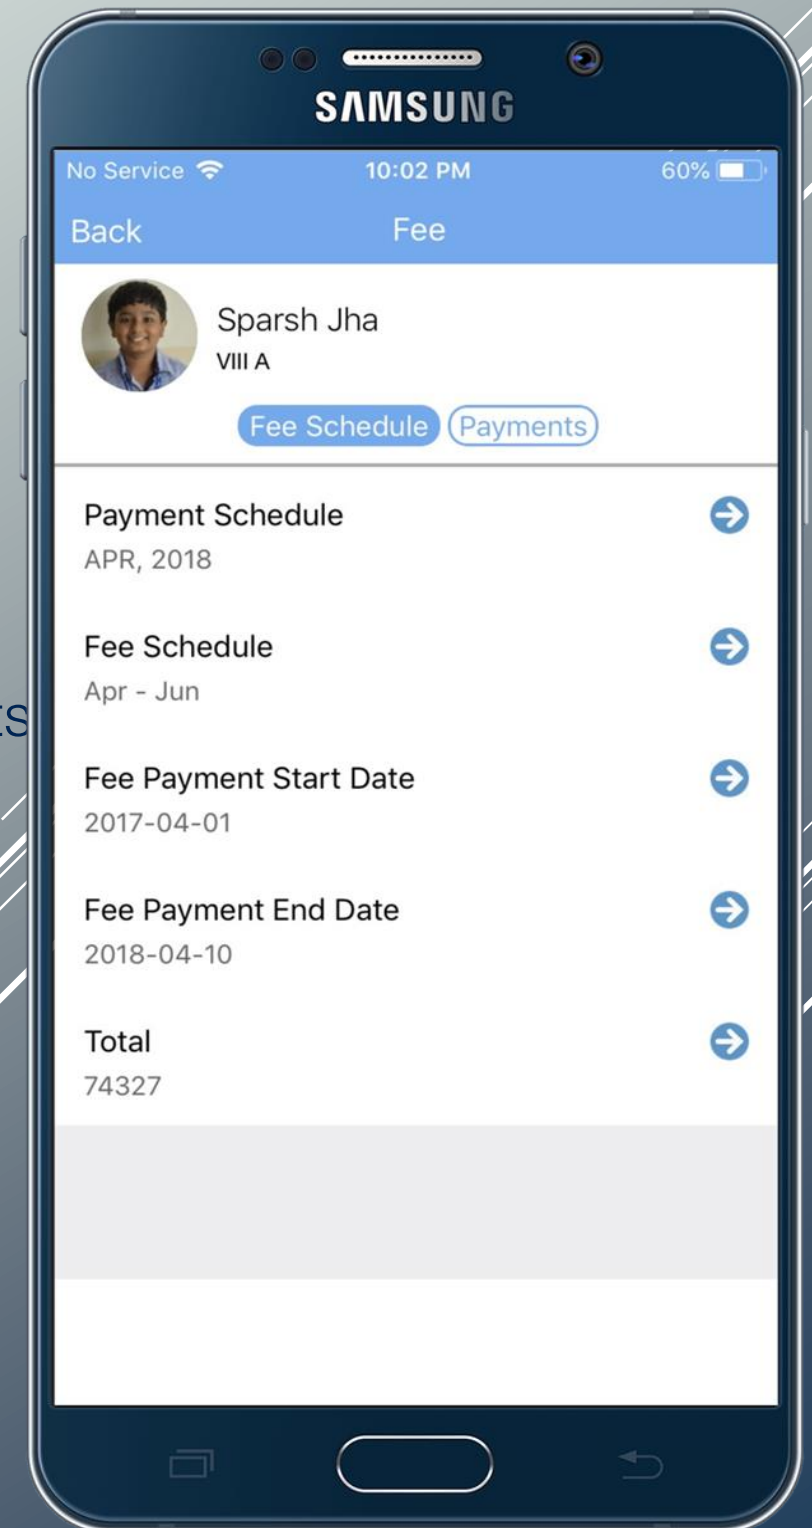 SAMSUNG
No Service 10:02 PM 60%
Back Fee
Sparsh Jha
VIII A
Fee Schedule Payments
Payment Schedule
APR, 2018
Fee Schedule
Apr - Jun
Fee Payment Start Date
2017-04-01
Fee Payment End Date
2018-04-10
Total
74327